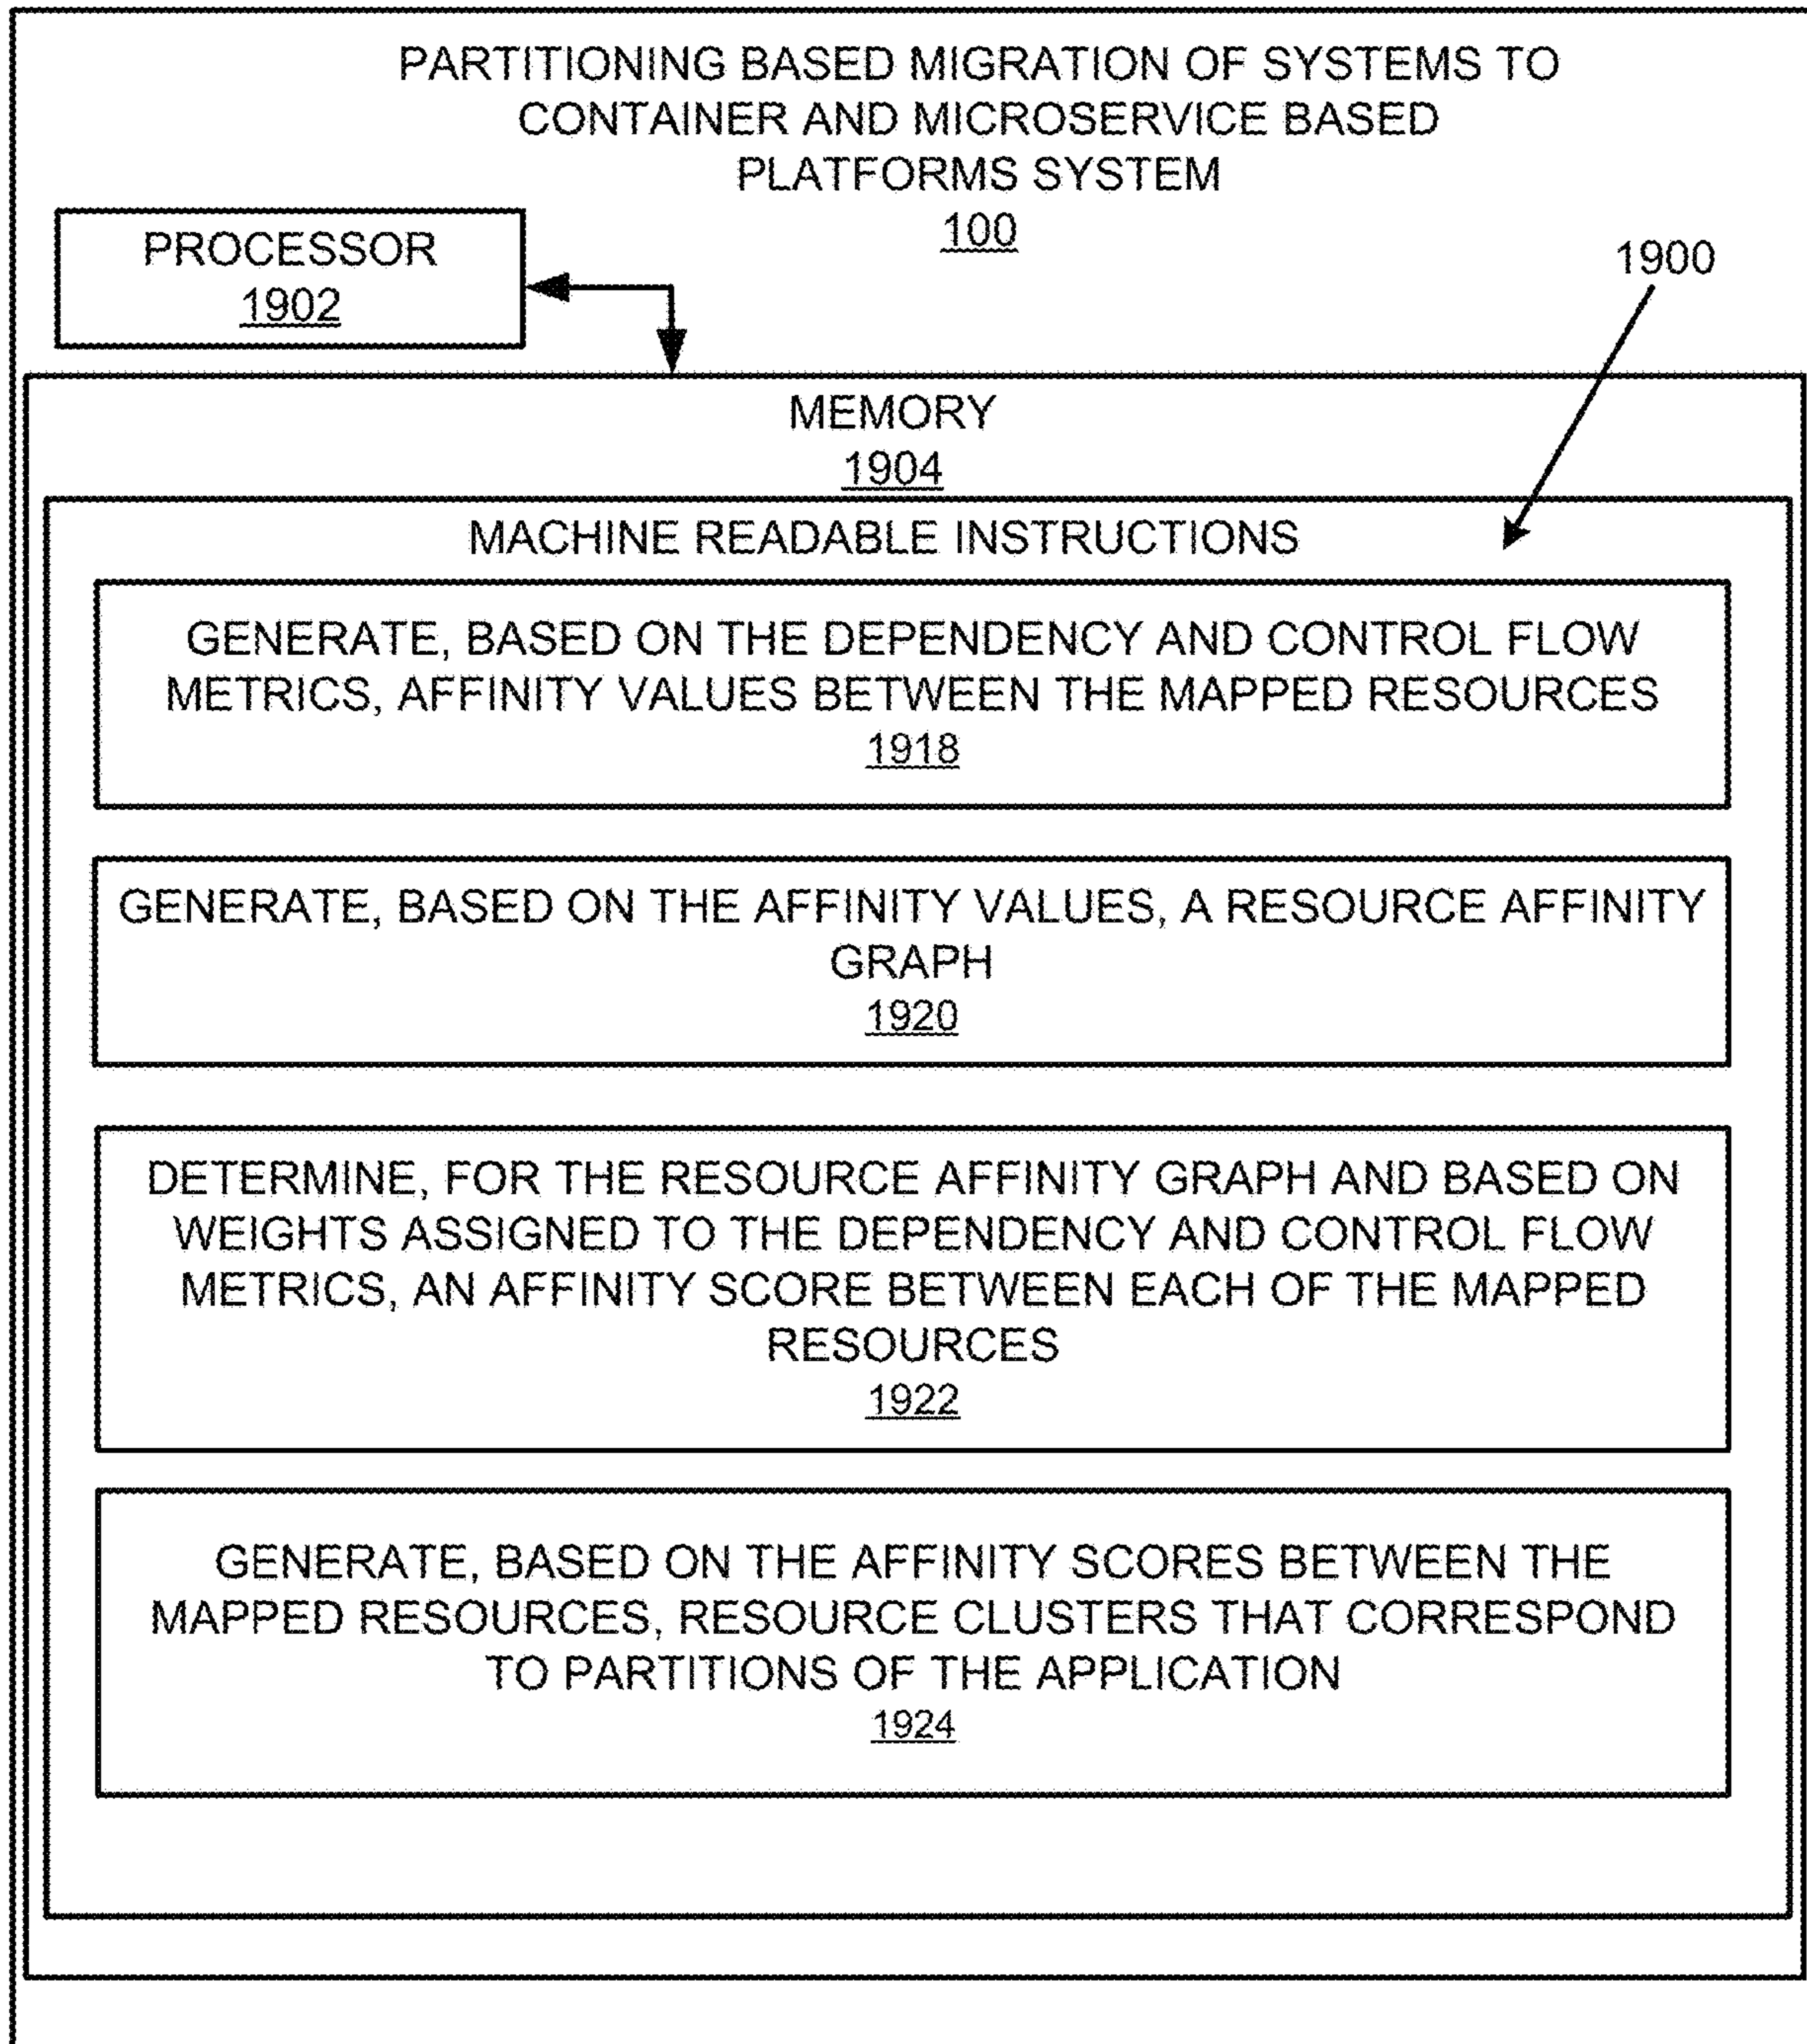 PARTITIONING BASED MIGRATION OF SYSTEMS TO
CONTAINER AND MICROSERVICE BASED
PLATFORMS SYSTEM
100
PROCESSOR
1902
1900
MEMORY
1904
MACHINE READABLE INSTRUCTIONS
GENERATE, BASED ON THE DEPENDENCY AND CONTROL FLOW
METRICS, AFFINITY VALUES BETWEEN THE MAPPED RESOURCES
1918
GENERATE, BASED ON THE AFFINITY VALUES, A RESOURCE AFFINITY
GRAPH
1920
DETERMINE, FOR THE RESOURCE AFFINITY GRAPH AND BASED ON
WEIGHTS ASSIGNED TO THE DEPENDENCY AND CONTROL FLOW
METRICS, AN AFFINITY SCORE BETWEEN EACH OF THE MAPPED
RESOURCES
1922
GENERATE, BASED ON THE AFFINITY SCORES BETWEEN THE
MAPPED RESOURCES, RESOURCE CLUSTERS THAT CORRESPOND
TO PARTITIONS OF THE APPLICATION
1924